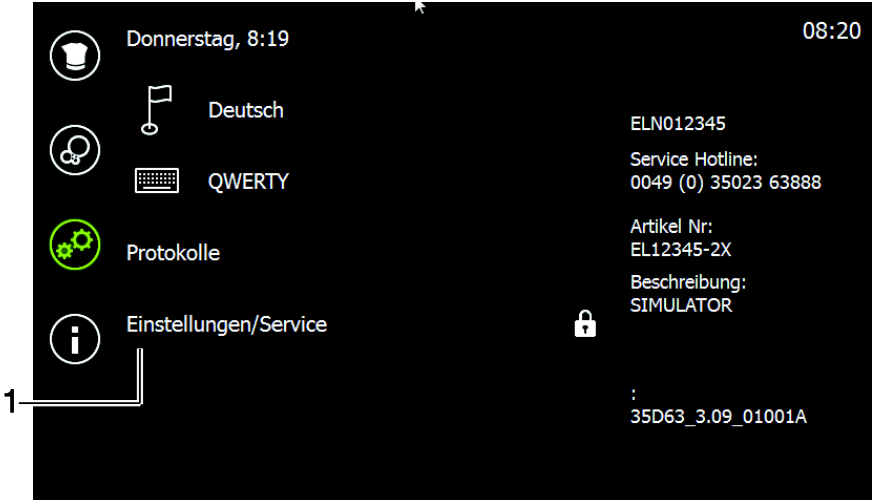 Donnerstag, 8:19
08:20
Deutsch
QWERTY
Protokolle
Einstellungen/Service
ELN012345
Service Hotline:
0049 (0) 35023 63888
Artikel Nr:
EL12345-2X
Beschreibung:
SIMULATOR
:
35D63_3.09_01001A
1